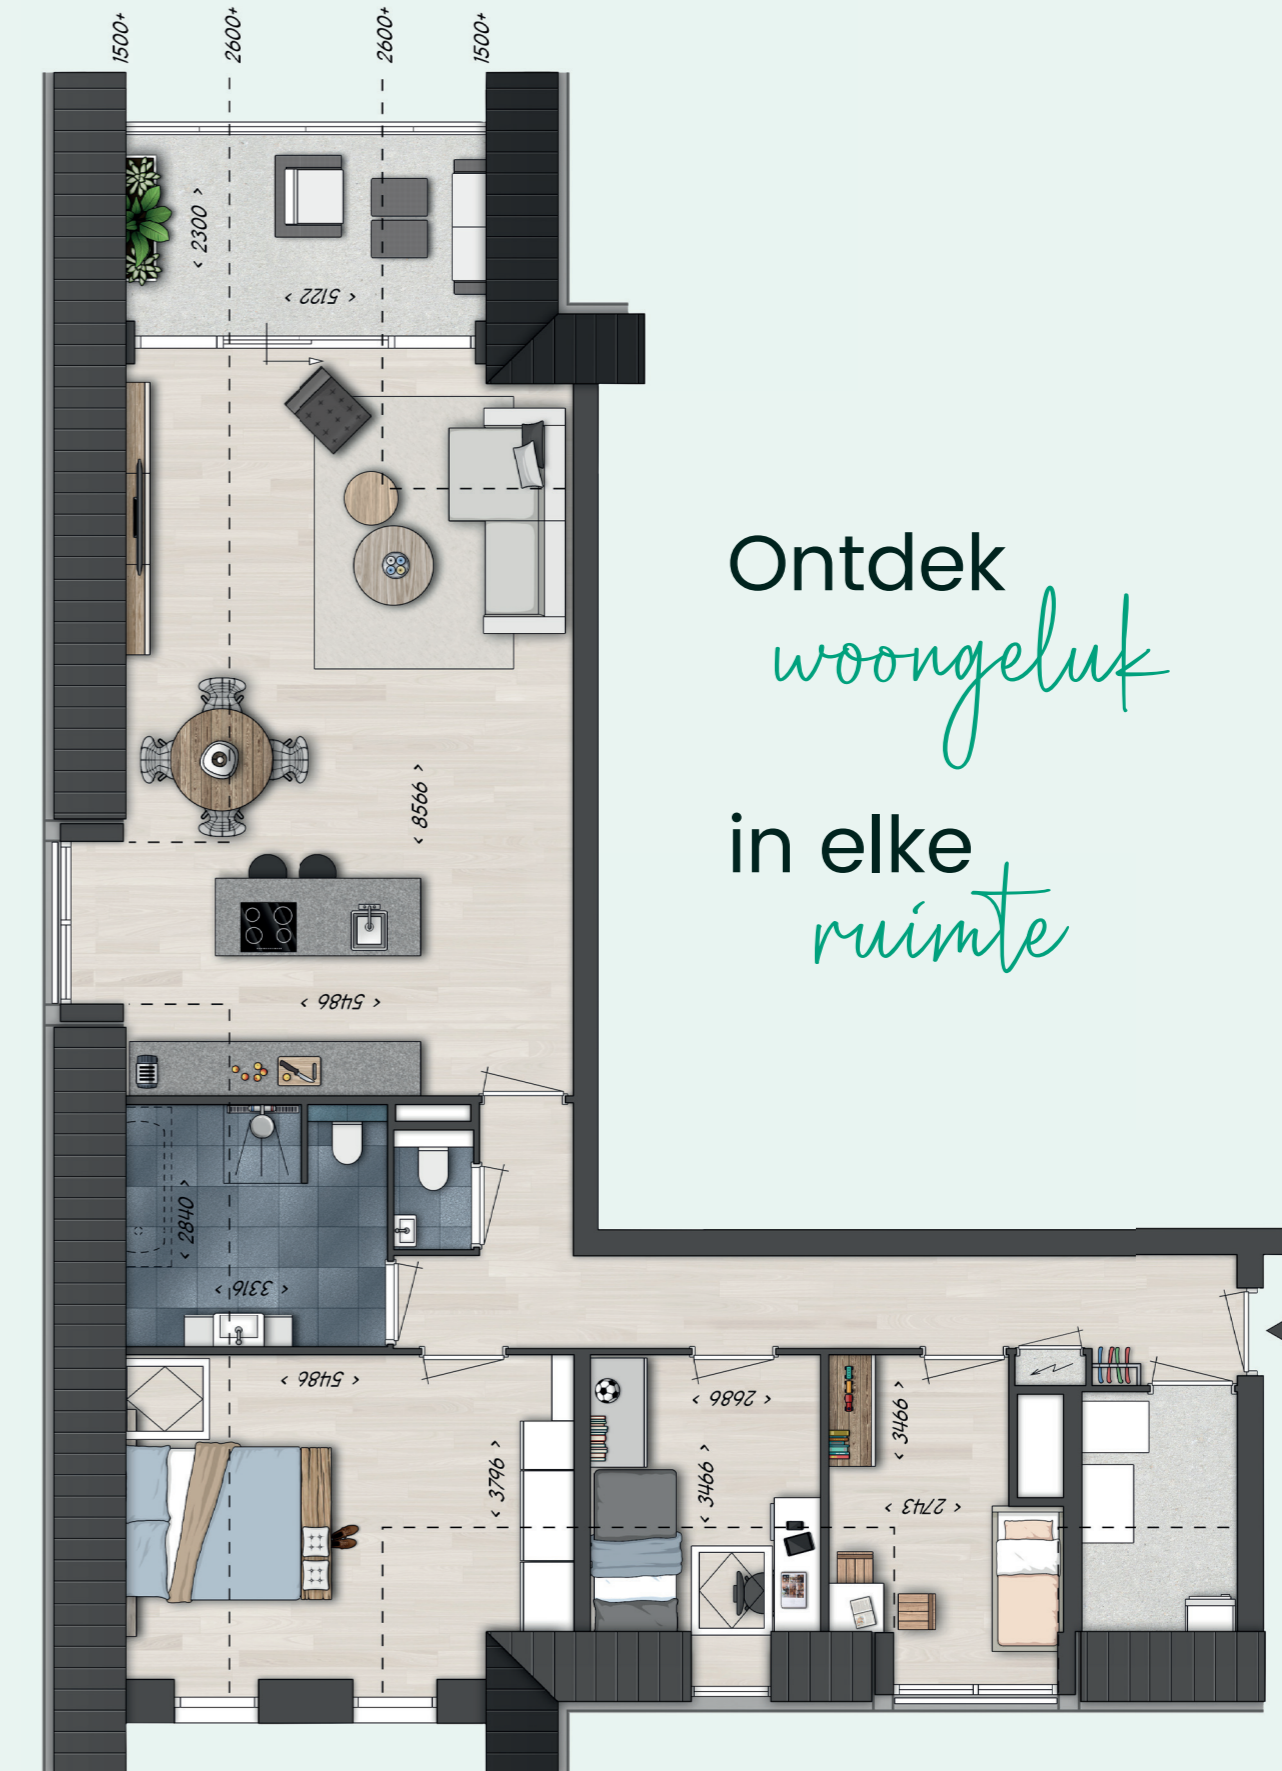 1500+
2600+
2600+
1500+
< 2300 >
< 5122 >
Ontdek
woongeluk
in elke
ruimte
< 8566 >
< 5486 >
< 2840 >
< 3316 >
< 5486 >
< 3796 >
< 2686 >
< 3466 >
< 3466 >
< 2743 >